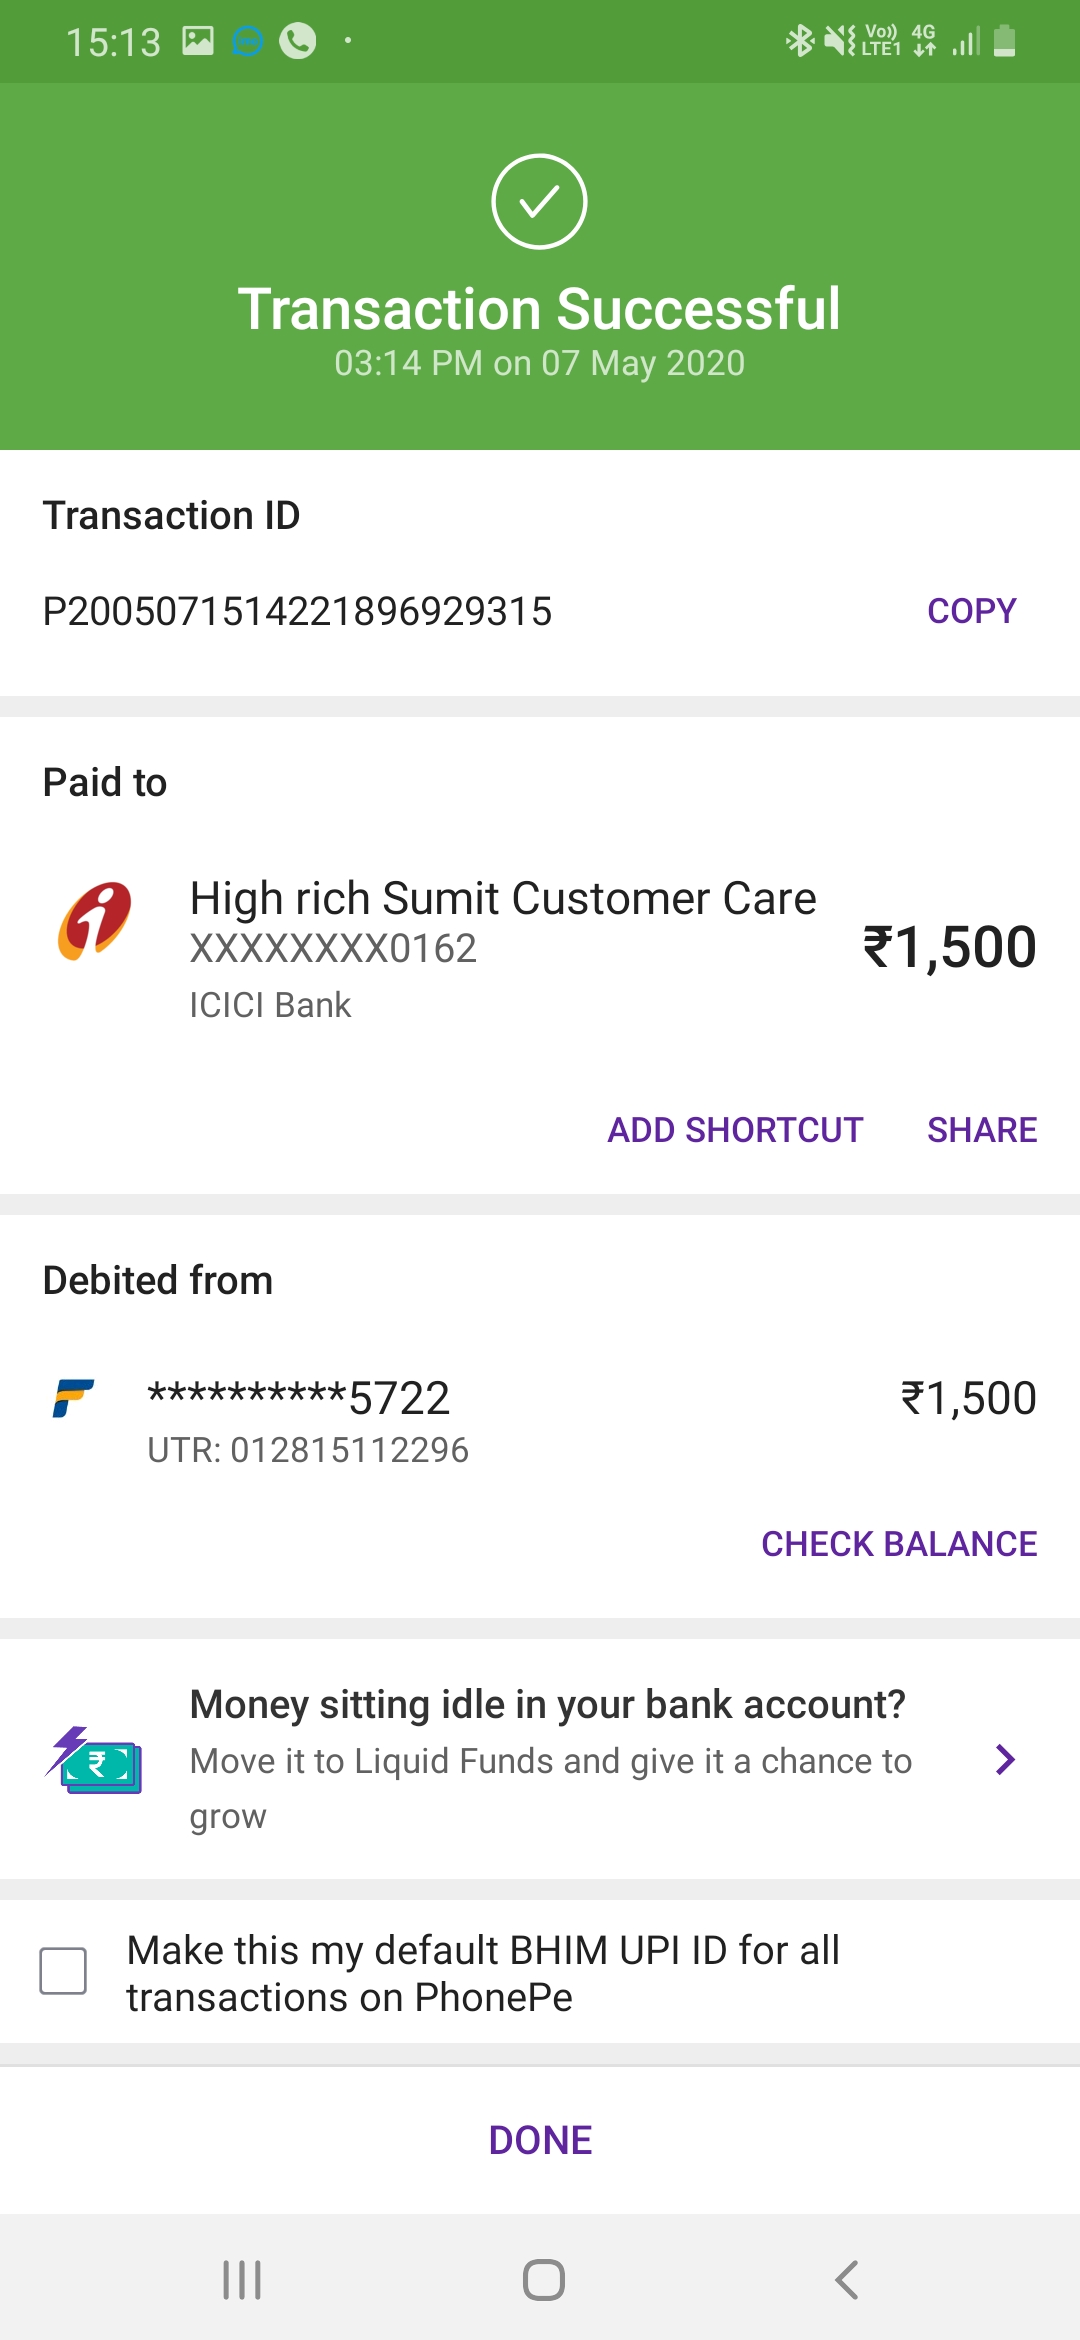 15:13
Vo)) LTE1 4G
Transaction Successful
03:14 PM on 07 May 2020
Transaction ID
P2005071514221896929315
COPY
Paid to
High rich Sumit Customer Care
XXXXXXXX0162
₹1,500
ICICI Bank
ADD SHORTCUT SHARE
Debited from
**********5722
₹1,500
UTR: 012815112296
CHECK BALANCE
Money sitting idle in your bank account?
Move it to Liquid Funds and give it a chance to
grow
Make this my default BHIM UPI ID for all
transactions on PhonePe
DONE